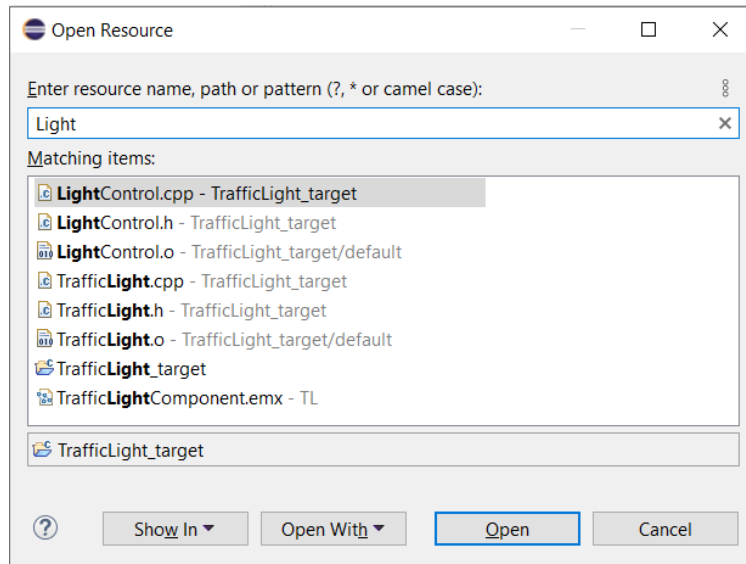 Open Resource
Enter resource name, path or pattern (?, * or camel case):
Light
Matching items:
LightControl.cpp - TrafficLight_target
LightControl.h - TrafficLight_target
LightControl.o - TrafficLight_target/default
TrafficLight.cpp - TrafficLight_target
TrafficLight.h - TrafficLight_target
TrafficLight.o - TrafficLight_target/default
TrafficLight_target
TrafficLightComponent.emx - TL
TrafficLight_target
Show In Open With Open Cancel